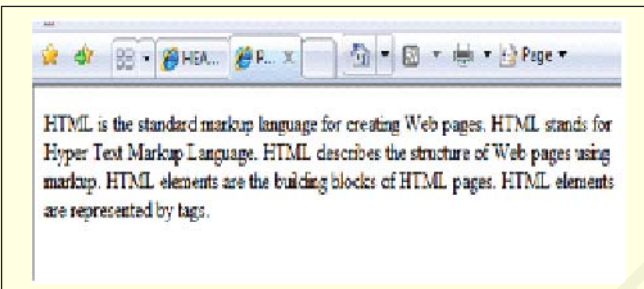 HEA... P... Page
HTML is the standard markup language for creating Web pages. HTML stands for
Hyper Text Markup Language. HTML describes the structure of Web pages using
markup. HTML elements are the building blocks of HTML pages. HTML elements
are represented by tags.